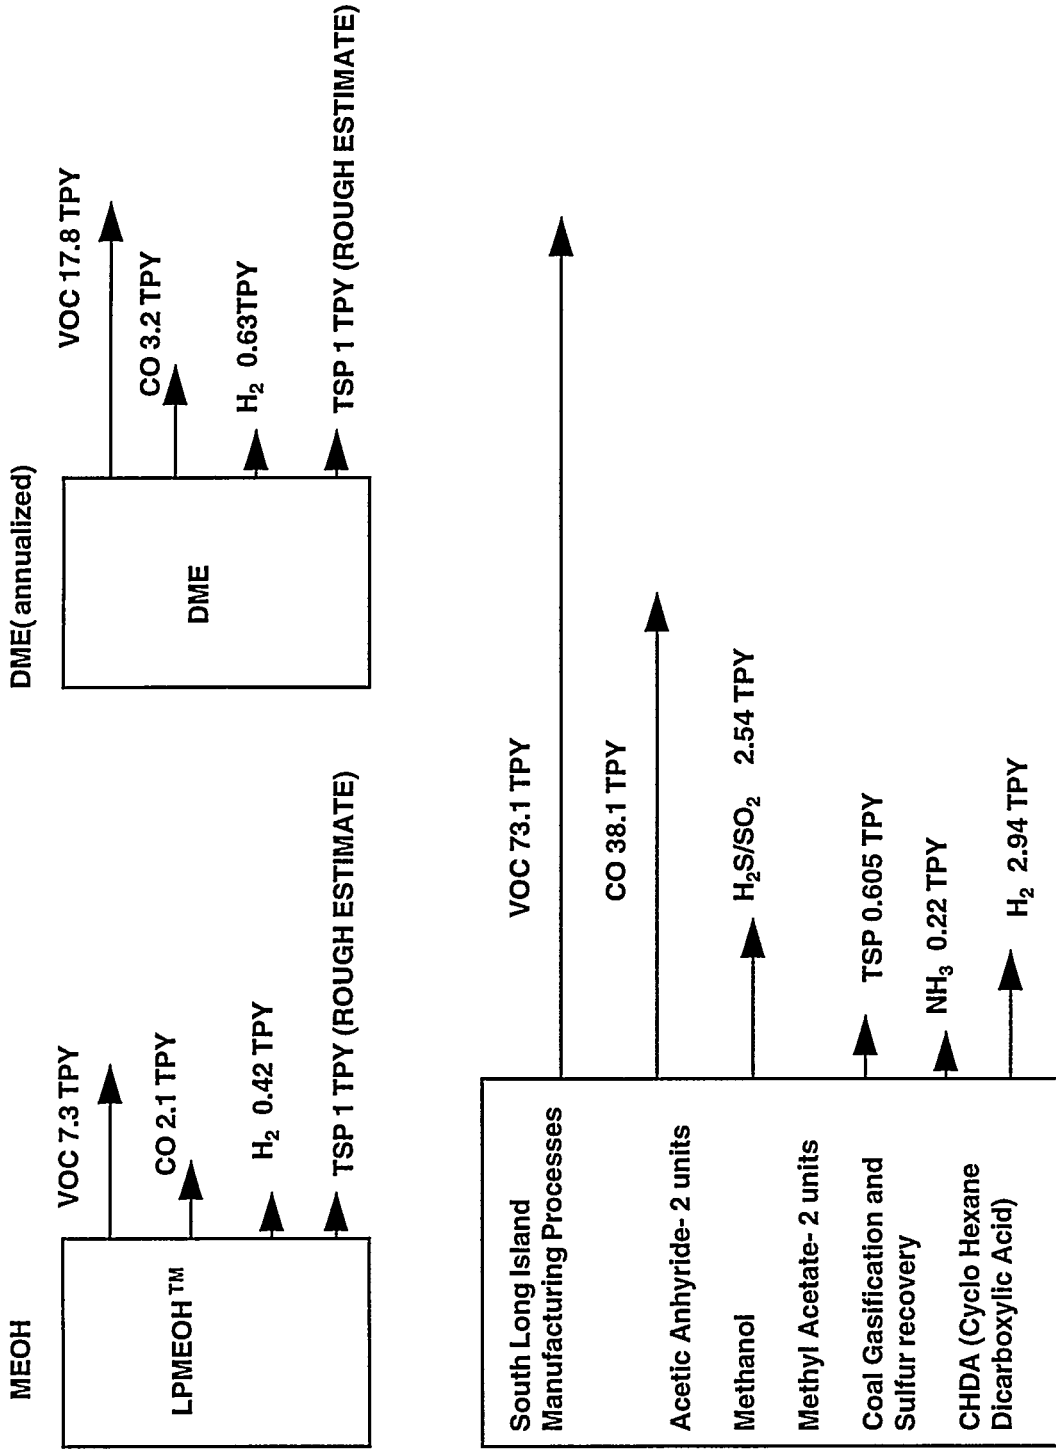 MEOH
LPMEOH™
VOC 7.3 TPY
CO 2.1 TPY
H₂ 0.42 TPY
TSP 1 TPY (ROUGH ESTIMATE)
DME( annualized)
DME
VOC 17.8 TPY
CO 3.2 TPY
H₂ 0.63TPY
TSP 1 TPY (ROUGH ESTIMATE)
South Long Island
Manufacturing Processes
Acetic Anhyride- 2 units
Methanol
Methyl Acetate- 2 units
Coal Gasification and
Sulfur recovery
CHDA (Cyclo Hexane
Dicarboxylic Acid)
VOC 73.1 TPY
CO 38.1 TPY
H₂S/SO₂ 2.54 TPY
TSP 0.605 TPY
NH₃ 0.22 TPY
H₂ 2.94 TPY